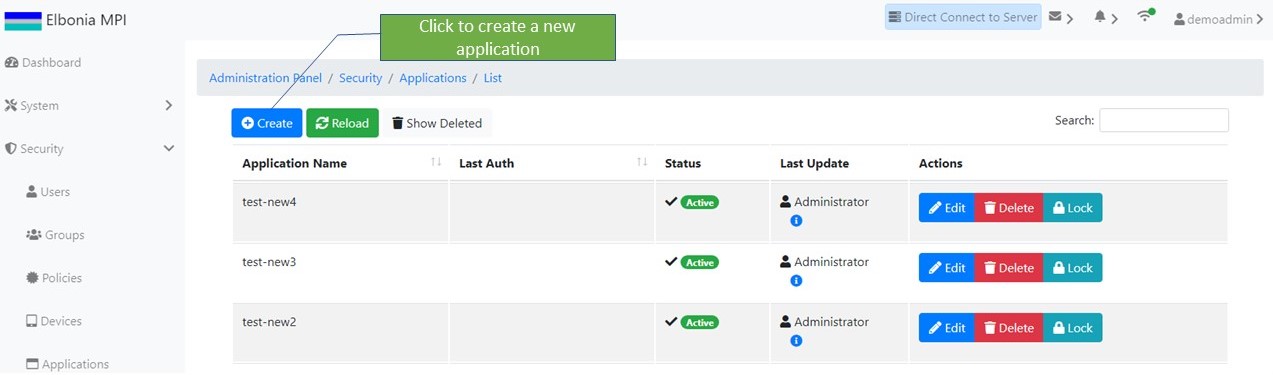 Elbonia MPI
Click to create a new
application
Direct Connect to Server
demoadmin
Dashboard
System
Security
Users
Groups
Policies
Devices
Applications
Administration Panel / Security / Applications / List
Create Reload Show Deleted
Search:
Application Name Last Auth Status Last Update Actions
test-new4 Active Administrator Edit Delete Lock
test-new3 Active Administrator Edit Delete Lock
test-new2 Active Administrator Edit Delete Lock